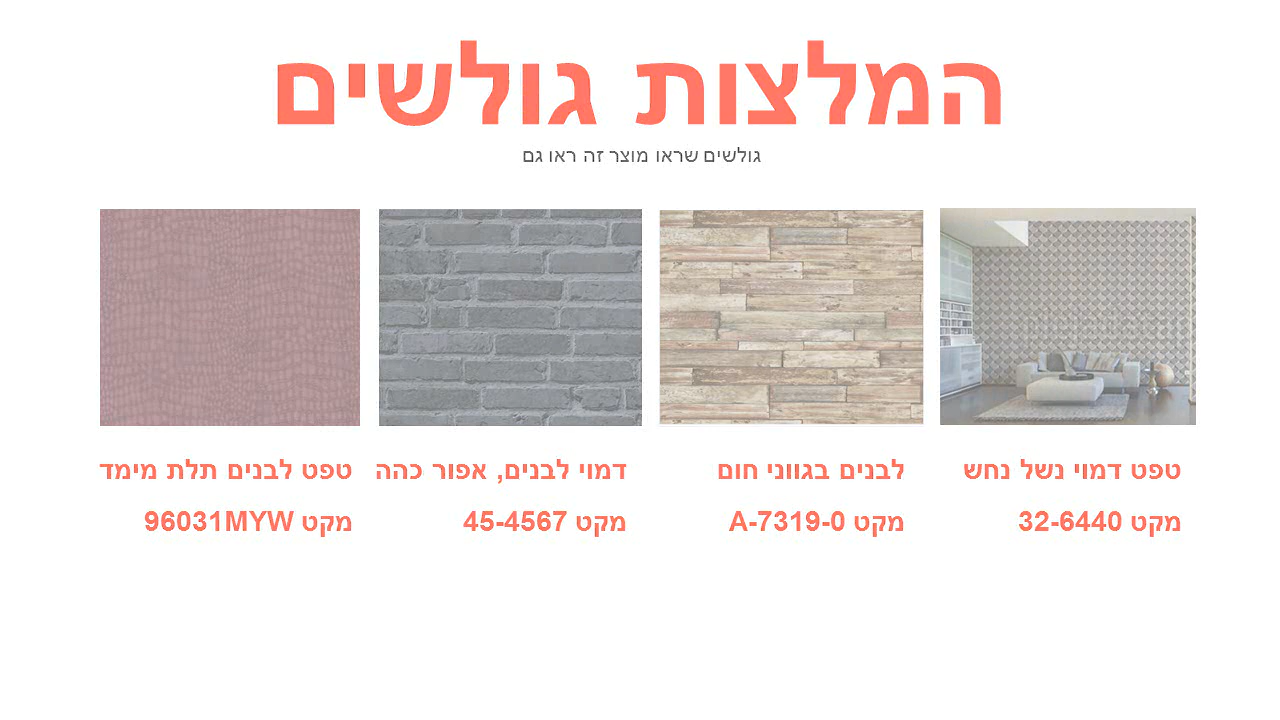 המלצות גולשים
גולשים שראו מוצר זה ראו גם
טפט דמוי נשל נחש
מקט 32-6440
לבנים בגווני חום
מקט A-7319-0
דמוי לבנים, אפור כהה
מקט 45-4567
טפט לבנים תלת מימד
מקט 96031MYW